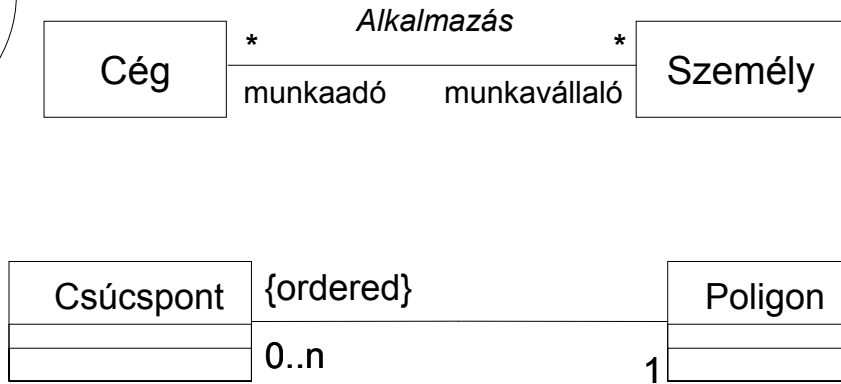 Alkalmazás
* *
Cég Személy
munkaadó munkavállaló
Csúcspont {ordered} Poligon
0..n 1